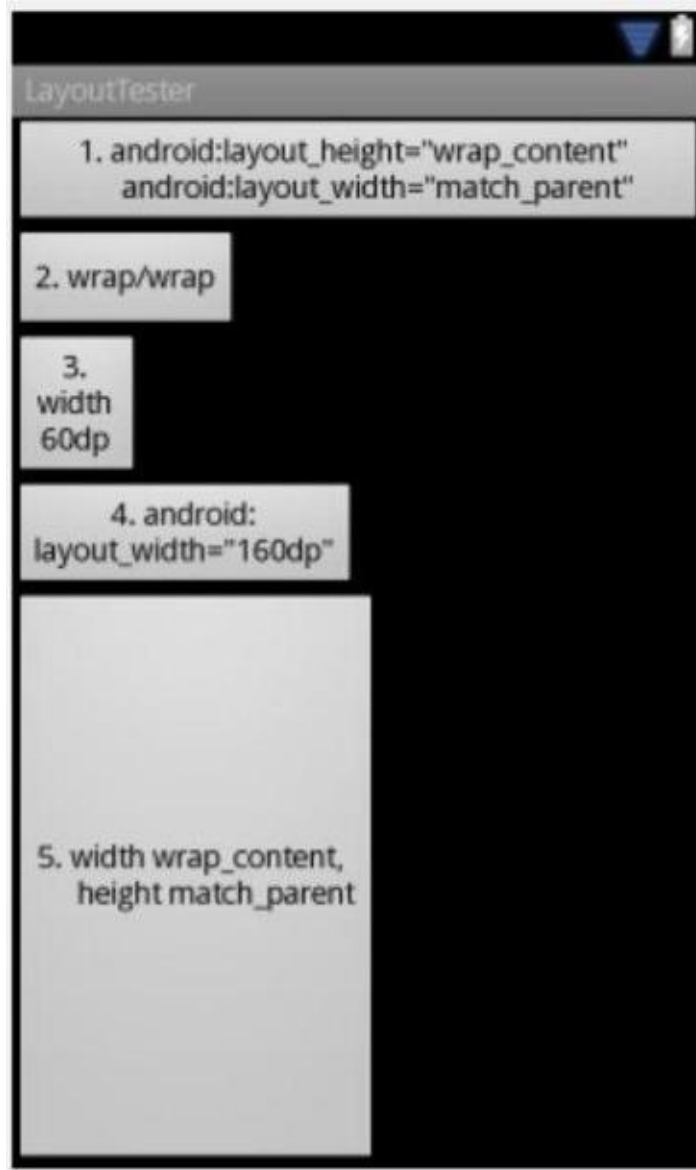 LayoutTester
1. android:layout_height="wrap_content"
android:layout_width="match_parent"
2. wrap/wrap
3.
width
60dp
4. android:
layout_width="160dp"
5. width wrap_content,
height match_parent